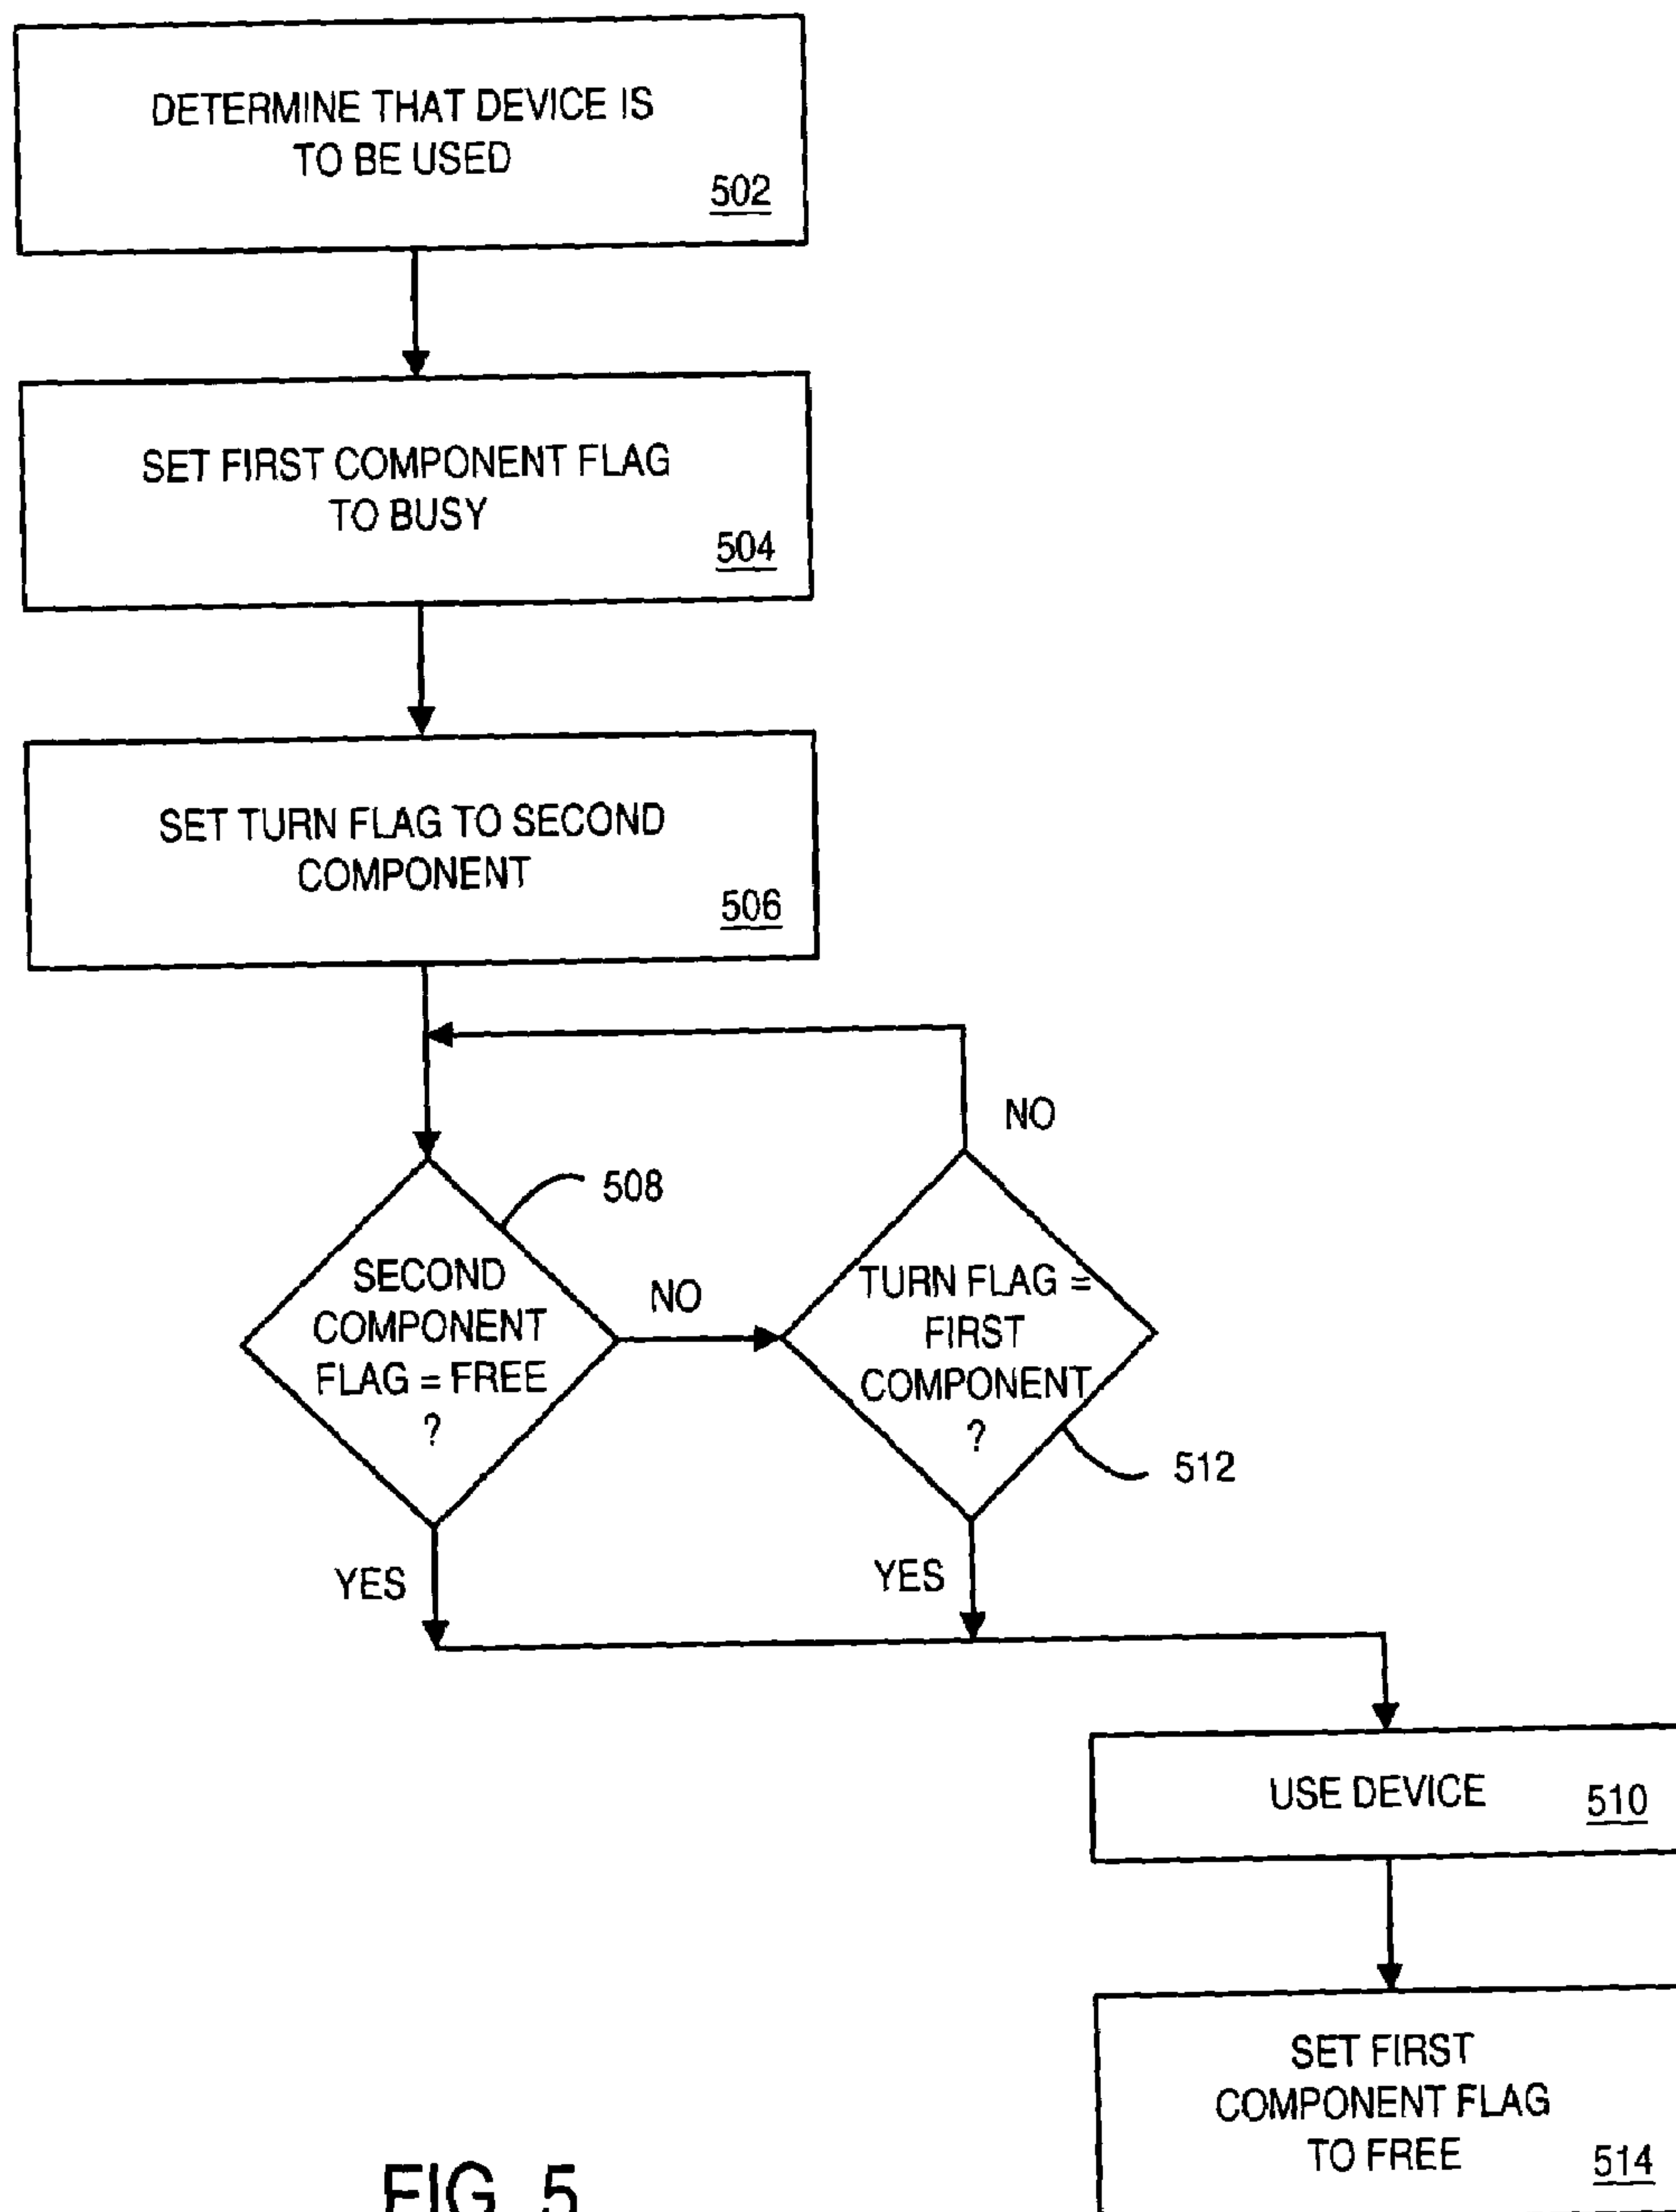 DETERMINE THAT DEVICE IS
TO BE USED
502
SET FIRST COMPONENT FLAG
TO BUSY
504
SET TURN FLAG TO SECOND
COMPONENT
506
NO
508
SECOND
COMPONENT
FLAG = FREE
?
NO
TURN FLAG =
FIRST
COMPONENT
?
512
YES
YES
USE DEVICE
510
SET FIRST
COMPONENT FLAG
TO FREE
514
FIG. 5